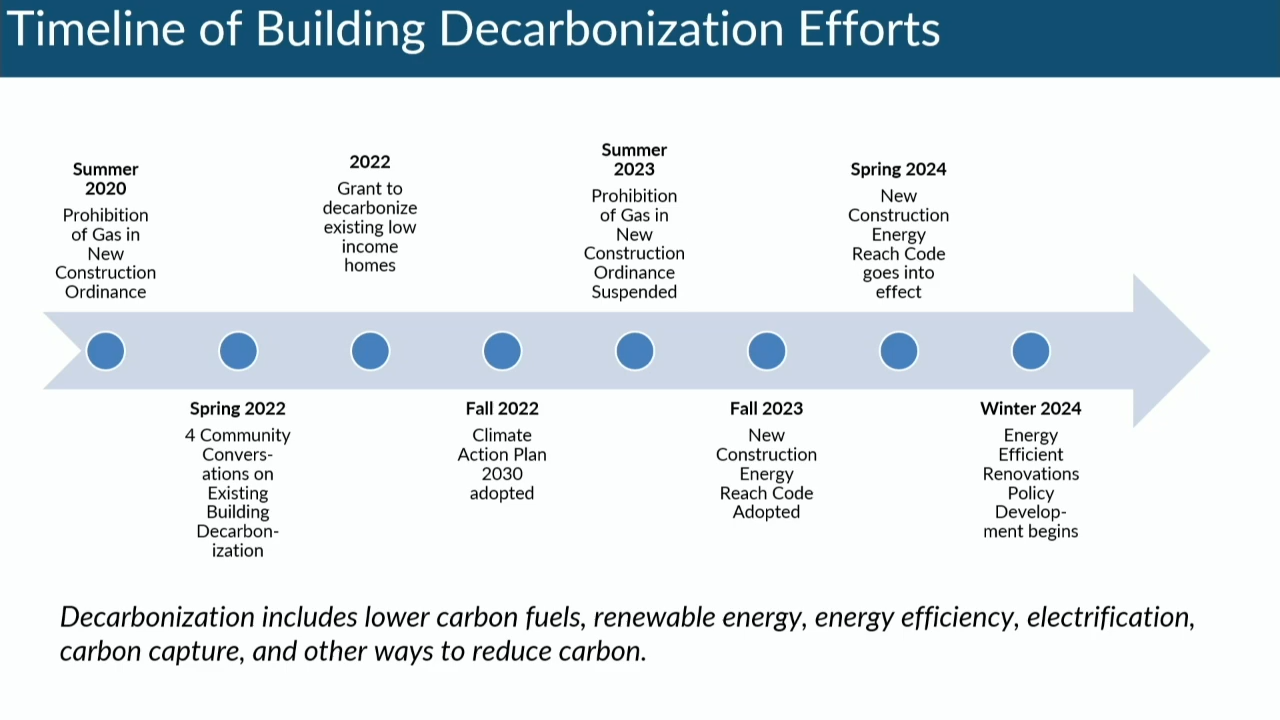 Timeline of Building Decarbonization Efforts
Summer
2020
Prohibition
of Gas in
New
Construction
Ordinance
Spring 2022
4 Community
Convers-
ations on
Existing
Building
Decarbon-
ization
2022
Grant to
decarbonize
existing low
income
homes
Fall 2022
Climate
Action Plan
2030
adopted
Summer
2023
Prohibition
of Gas in
New
Construction
Ordinance
Suspended
Fall 2023
New
Construction
Energy
Reach Code
Adopted
Spring 2024
New
Construction
Energy
Reach Code
goes into
effect
Winter 2024
Energy
Efficient
Renovations
Policy
Develop-
ment begins
Decarbonization includes lower carbon fuels, renewable energy, energy efficiency, electrification,
carbon capture, and other ways to reduce carbon.